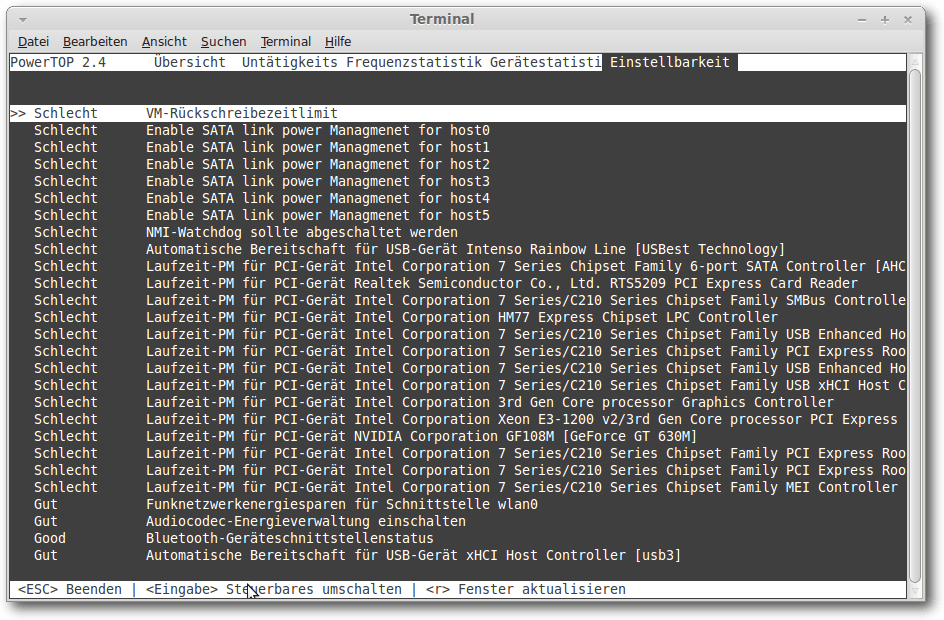 Terminal
Datei Bearbeiten Ansicht Suchen Terminal Hilfe
PowerTOP 2.4 Übersicht Untätigkeits Frequenzstatistik Gerätestatisti Einstellbarkeit
>> Schlecht VM-Rückschreibezeitlimit
Schlecht Enable SATA link power Managmenet for host0
Schlecht Enable SATA link power Managmenet for host1
Schlecht Enable SATA link power Managmenet for host2
Schlecht Enable SATA link power Managmenet for host3
Schlecht Enable SATA link power Managmenet for host4
Schlecht Enable SATA link power Managmenet for host5
Schlecht NMI-Watchdog sollte abgeschaltet werden
Schlecht Automatische Bereitschaft für USB-Gerät Intenso Rainbow Line [USBest Technology]
Schlecht Laufzeit-PM für PCI-Gerät Intel Corporation 7 Series Chipset Family 6-port SATA Controller [AHC
Schlecht Laufzeit-PM für PCI-Gerät Realtek Semiconductor Co., Ltd. RTS5209 PCI Express Card Reader
Schlecht Laufzeit-PM für PCI-Gerät Intel Corporation 7 Series/C210 Series Chipset Family SMBus Controlle
Schlecht Laufzeit-PM für PCI-Gerät Intel Corporation HM77 Express Chipset LPC Controller
Schlecht Laufzeit-PM für PCI-Gerät Intel Corporation 7 Series/C210 Series Chipset Family USB Enhanced Ho
Schlecht Laufzeit-PM für PCI-Gerät Intel Corporation 7 Series/C210 Series Chipset Family PCI Express Roo
Schlecht Laufzeit-PM für PCI-Gerät Intel Corporation 7 Series/C210 Series Chipset Family USB Enhanced Ho
Schlecht Laufzeit-PM für PCI-Gerät Intel Corporation 7 Series/C210 Series Chipset Family USB xHCI Host C
Schlecht Laufzeit-PM für PCI-Gerät Intel Corporation 3rd Gen Core processor Graphics Controller
Schlecht Laufzeit-PM für PCI-Gerät Intel Corporation Xeon E3-1200 v2/3rd Gen Core processor PCI Express
Schlecht Laufzeit-PM für PCI-Gerät NVIDIA Corporation GF108M [GeForce GT 630M]
Schlecht Laufzeit-PM für PCI-Gerät Intel Corporation 7 Series/C210 Series Chipset Family PCI Express Roo
Schlecht Laufzeit-PM für PCI-Gerät Intel Corporation 7 Series/C210 Series Chipset Family PCI Express Roo
Schlecht Laufzeit-PM für PCI-Gerät Intel Corporation 7 Series/C210 Series Chipset Family MEI Controller
Gut Funknetzwerkenergiesparen für Schnittstelle wlan0
Gut Audiocodec-Energieverwaltung einschalten
Good Bluetooth-Geräteschnittstellenstatus
Gut Automatische Bereitschaft für USB-Gerät xHCI Host Controller [usb3]
<ESC> Beenden | <Eingabe> Steuerbares umschalten | <r> Fenster aktualisieren